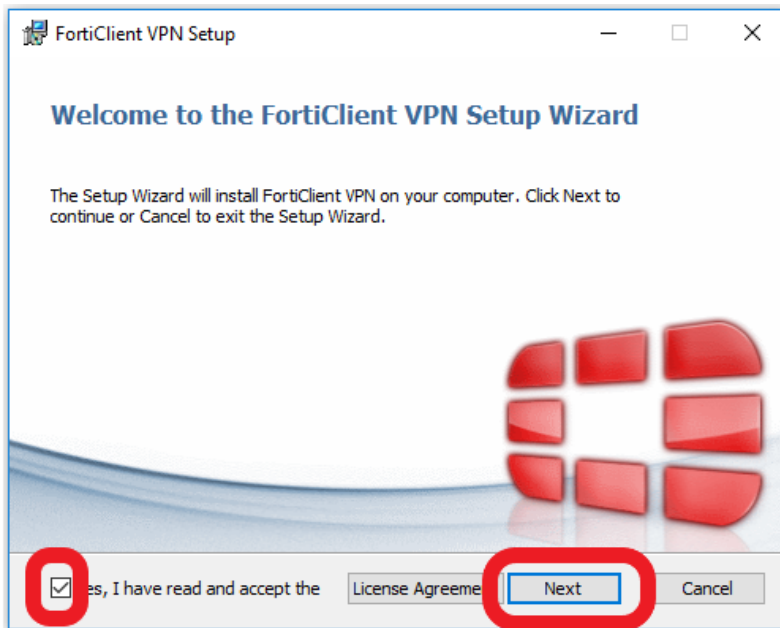 FortiClient VPN Setup
Welcome to the FortiClient VPN Setup Wizard
The Setup Wizard will install FortiClient VPN on your computer. Click Next to
continue or Cancel to exit the Setup Wizard.
es, I have read and accept the License Agreeme Next Cancel